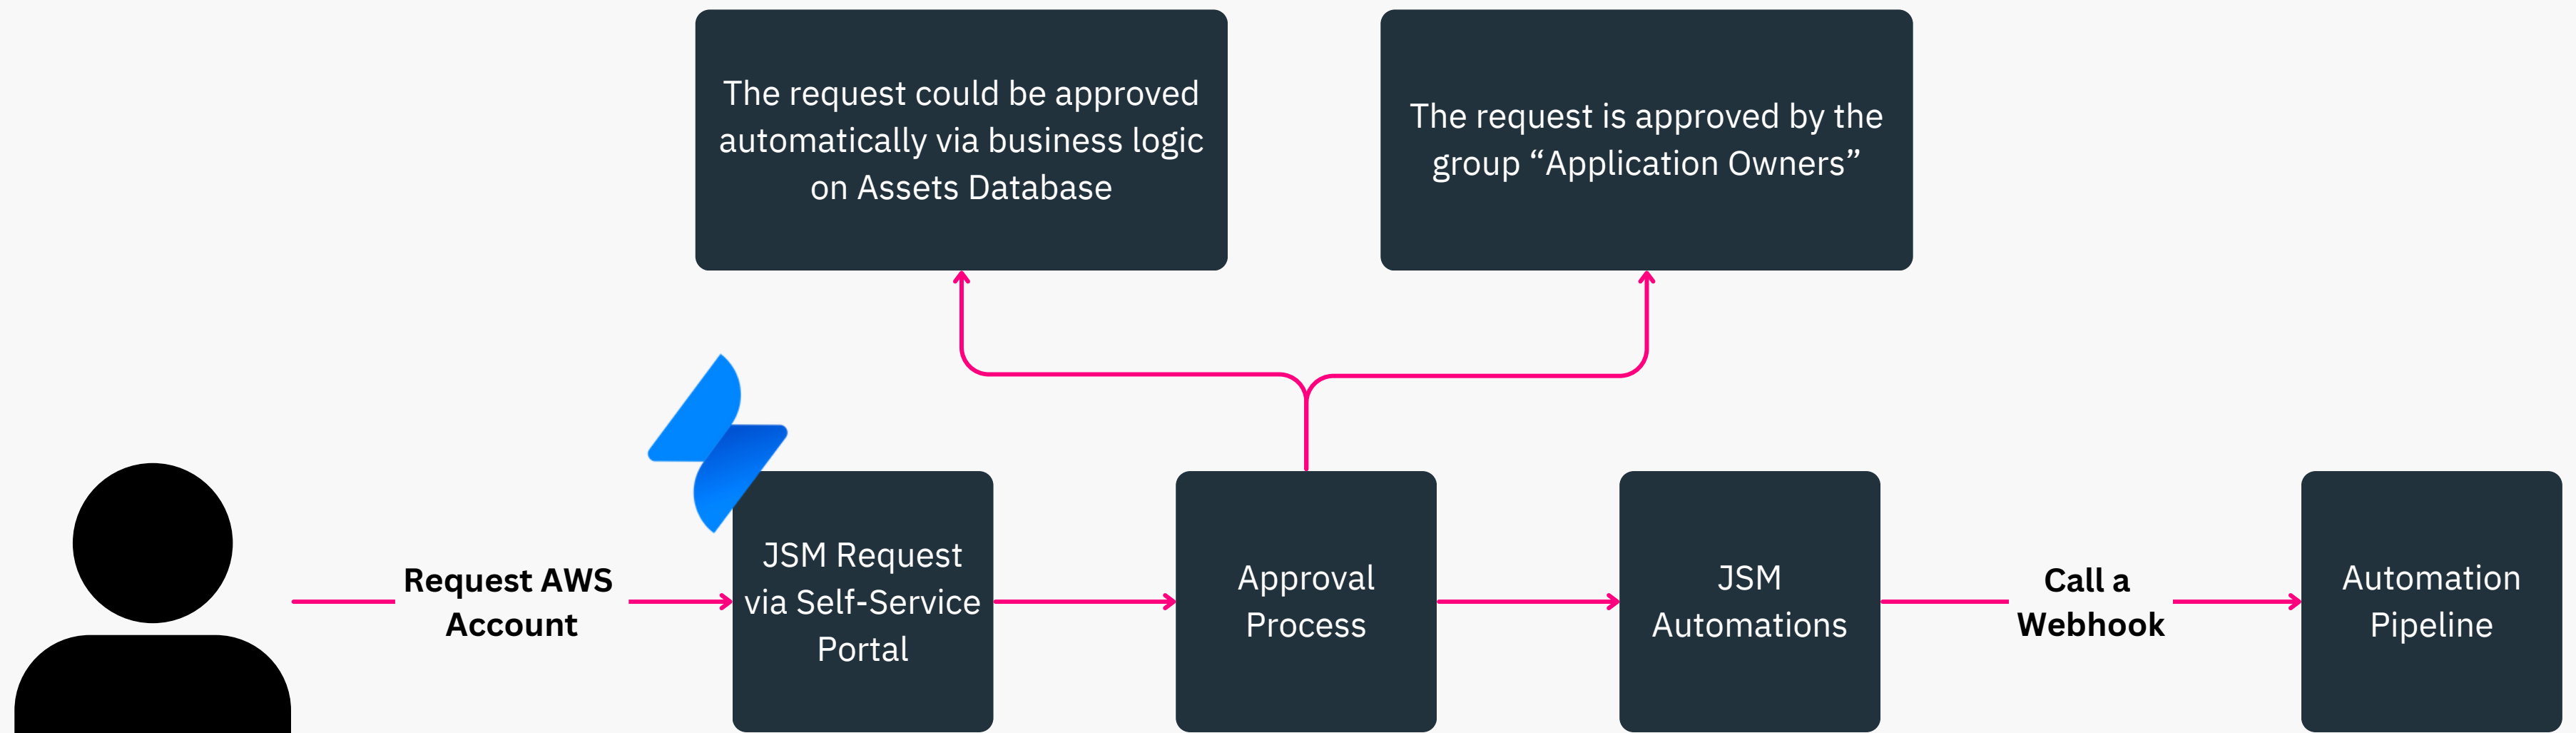 The request could be approved
automatically via business logic
on Assets Database
The request is approved by the
group “Application Owners”
Request AWS
Account
JSM Request
via Self-Service
Portal
Approval
Process
JSM
Automations
Call a
Webhook
Automation
Pipeline